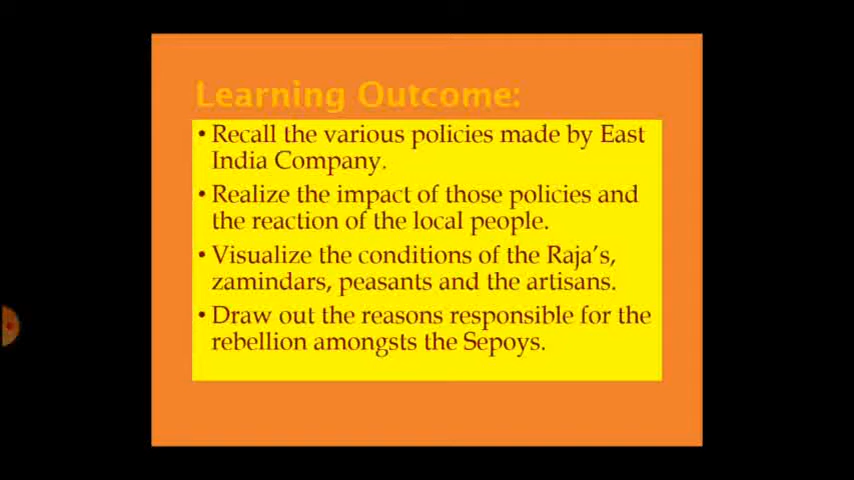 Learning Outcome:
• Recall the various policies made by East
India Company.
• Realize the impact of those policies and
the reaction of the local people.
• Visualize the conditions of the Raja's,
zamindars, peasants and the artisans.
• Draw out the reasons responsible for the
rebellion amongsts the Sepoys.